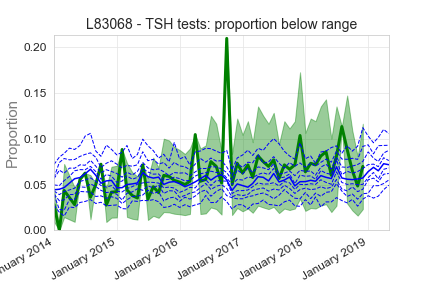 L83068 - TSH tests: proportion below range
Proportion
0.20
0.15
0.10
0.05
0.00
nuary 2014
January 2015
January 2016
January 2017
January 2018
January 2019